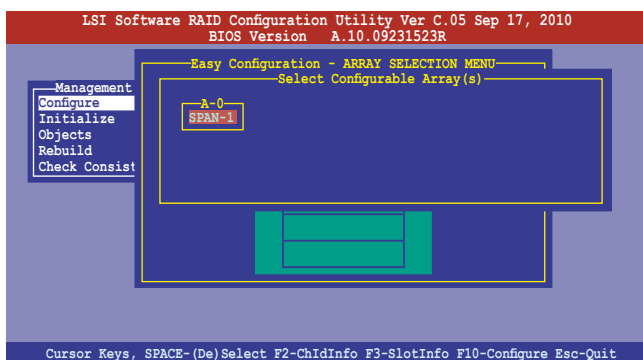 LSI Software RAID Configuration Utility Ver C.05 Sep 17, 2010
BIOS Version A.10.09231523R
Easy Configuration - ARRAY SELECTION MENU
Select Configurable Array(s)
Management
Configure
Initialize
Objects
Rebuild
Check Consist
A-0
SPAN-1
Cursor Keys, SPACE-(De)Select F2-ChIdInfo F3-SlotInfo F10-Configure Esc-Quit